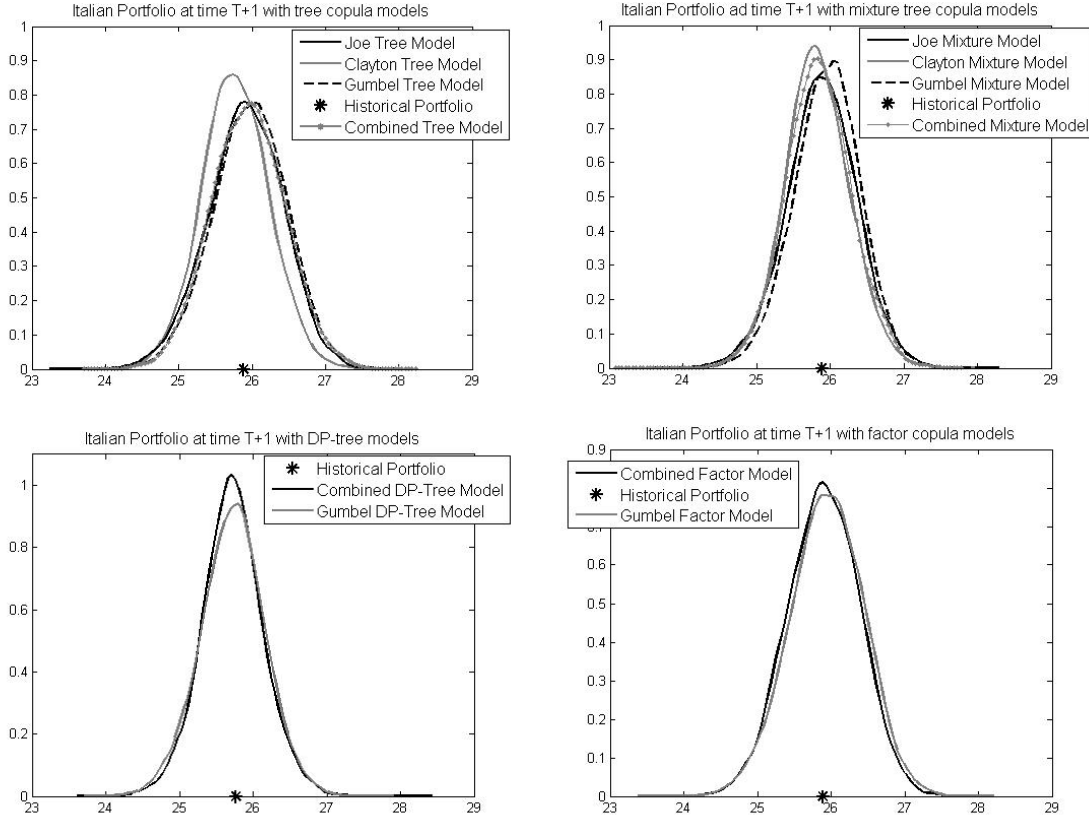 Italian Portfolio at time T+1 with tree copula models
Joe Tree Model
Clayton Tree Model
Gumbel Tree Model
Historical Portfolio
Combined Tree Model
1
0.9
0.8
0.7
0.6
0.5
0.4
0.3
0.2
0.1
0
23 24 25 26 27 28 29
Italian Portfolio ad time T+1 with mixture tree copula models
Joe Mixture Model
Clayton Mixture Model
Gumbel Mixture Model
Historical Portfolio
Combined Mixture Model
1
0.9
0.8
0.7
0.6
0.5
0.4
0.3
0.2
0.1
0
23 24 25 26 27 28 29
Italian Portfolio at time T+1 with DP-tree models
Historical Portfolio
Combined DP-Tree Model
Gumbel DP-Tree Model
1
0.8
0.6
0.4
0.2
0
23 24 25 26 27 28 29
Italian Portfolio at time T+1 with factor copula models
Combined Factor Model
Historical Portfolio
Gumbel Factor Model
0.9
0.6
0.5
0.4
0.3
0.2
0.1
0
23 24 25 26 27 28 29